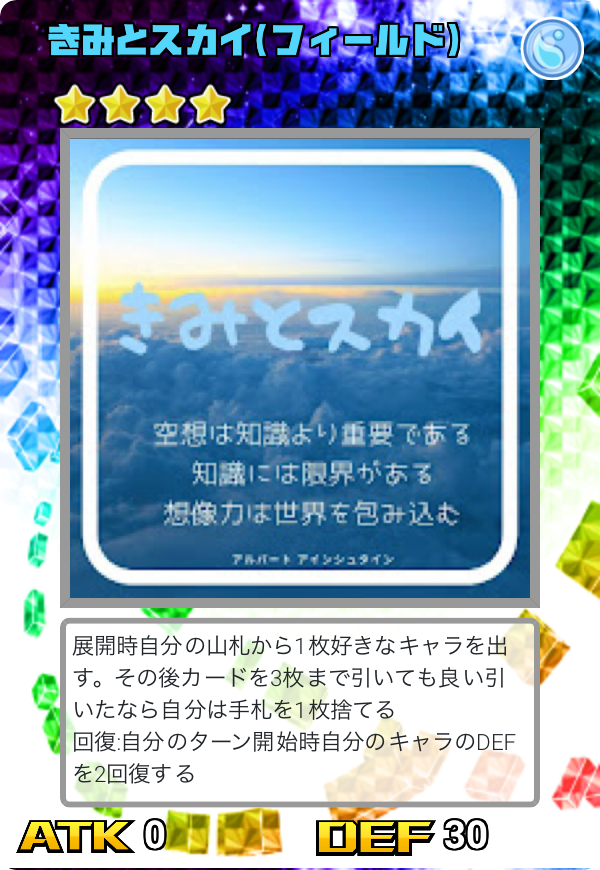 きみとスカイ(フィールド)
きみとスカイ
空想は知識より重要である
知識には限界がある
想像力は世界を包み込む
アルバート アインシュタイン
展開時自分の山札から1枚好きなキャラを出
す。その後カードを3枚まで引いても良い引
いたなら自分は手札を1枚捨てる
回復:自分のターン開始時自分のキャラのDEF
を2回復する
ATK 0 DEF 30